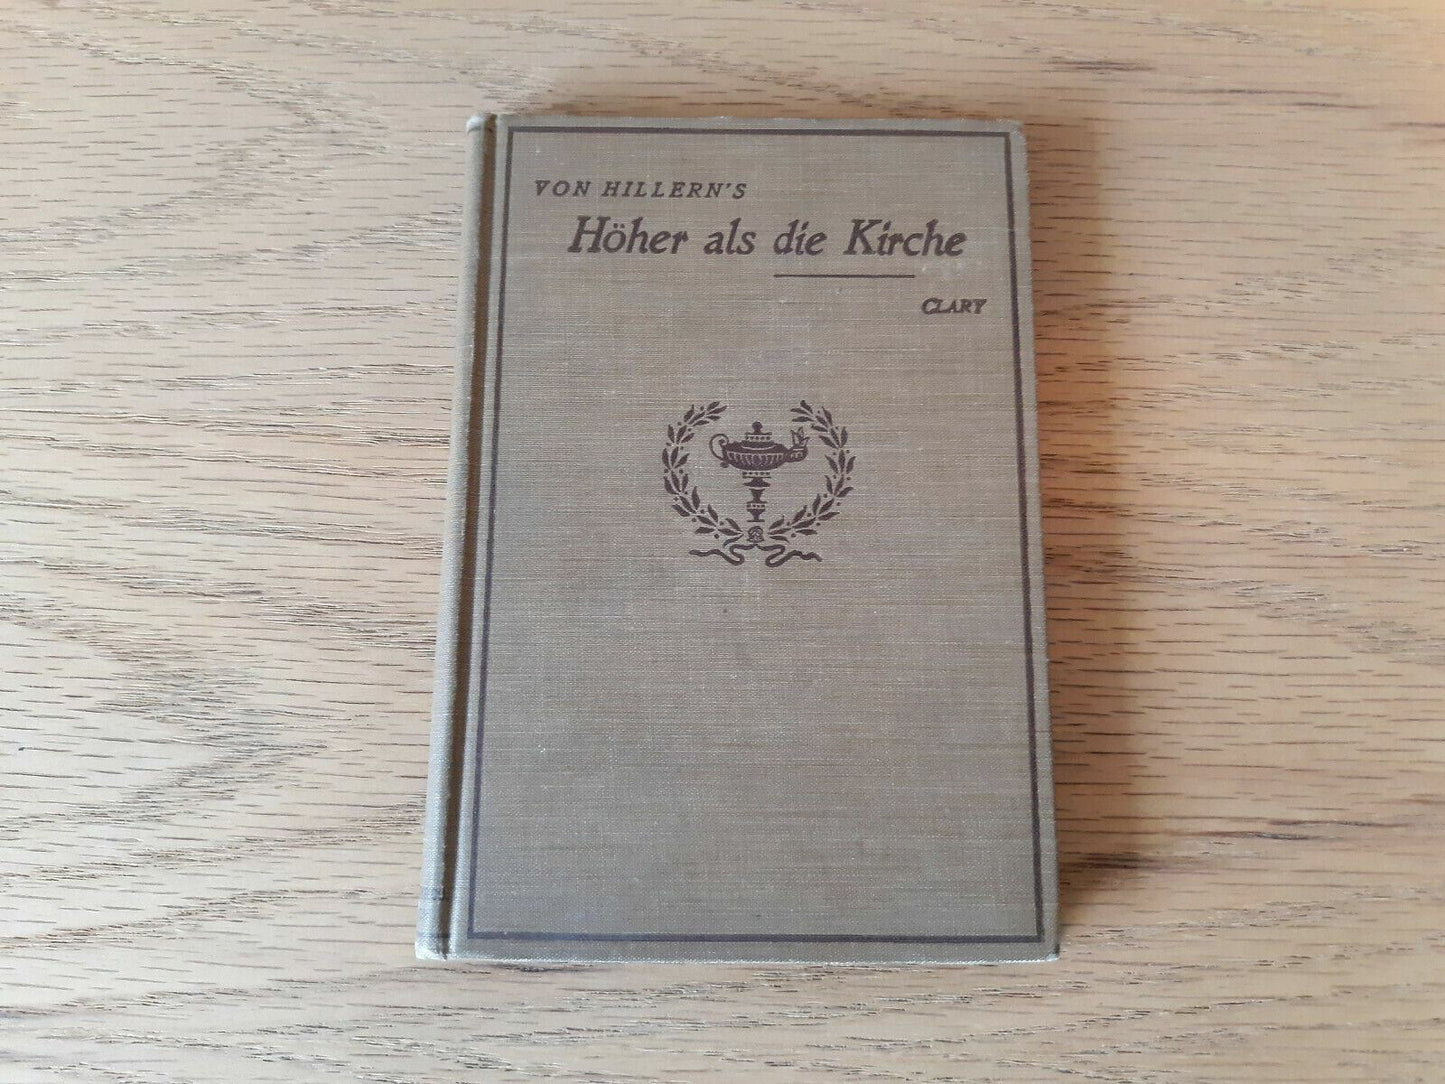 VON HILLERN'S
Höher als die Kirche
CLARY